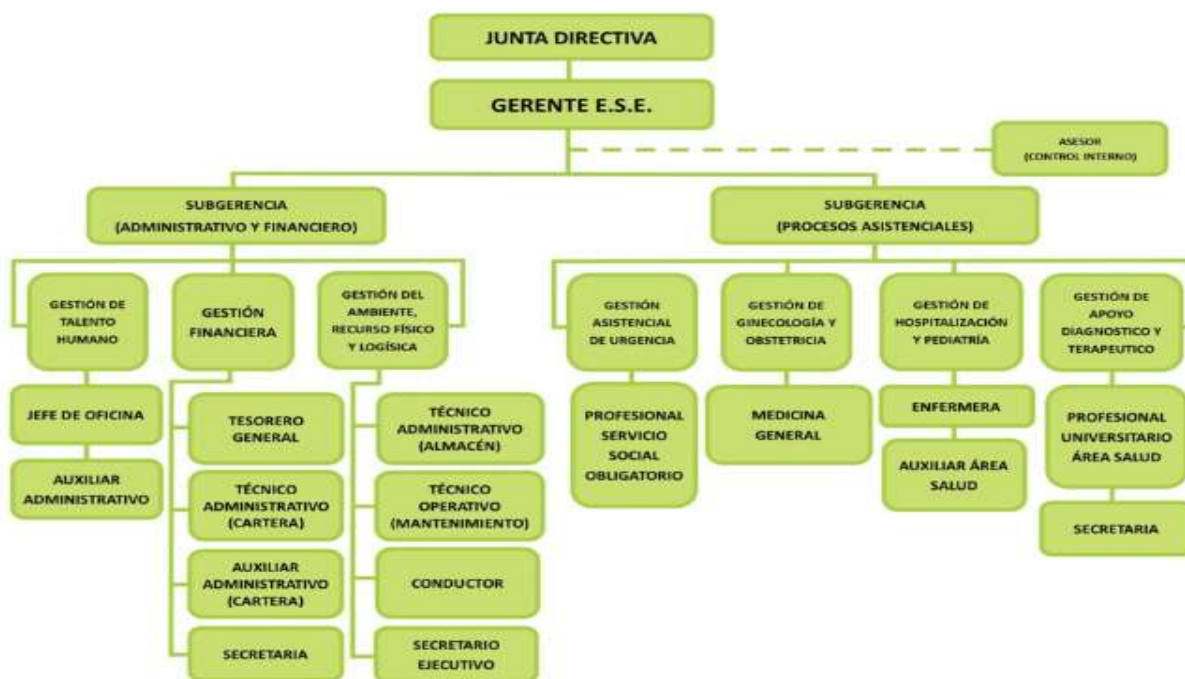 JUNTA DIRECTIVA
GERENTE E.S.E.
ASESOR
(CONTROL INTERNO)
SUBGERENCIA
(ADMINISTRATIVO Y FINANCIERO)
SUBGERENCIA
(PROCESOS ASISTENCIALES)
GESTIÓN DE
TALENTO
HUMANO
GESTIÓN
FINANCIERA
GESTIÓN DEL
AMBIENTE,
RECURSO FÍSICO
Y LOGÍSICA
GESTIÓN
ASISTENCIAL
DE URGENCIA
GESTIÓN DE
GINECOLOGÍA Y
OBSTETRICIA
GESTIÓN DE
HOSPITALIZACIÓN
Y PEDIATRÍA
GESTIÓN DE
APOYO
DIAGNOSTICO Y
TERAPEUTICO
JEFE DE OFICINA
AUXILIAR
ADMINISTRATIVO
TESORERO
GENERAL
TÉCNICO
ADMINISTRATIVO
(CARTERA)
AUXILIAR
ADMINISTRATIVO
(CARTERA)
SECRETARIA
TÉCNICO
ADMINISTRATIVO
(ALMACÉN)
TÉCNICO
OPERATIVO
(MANTENIMIENTO)
CONDUCTOR
SECRETARIO
EJECUTIVO
PROFESIONAL
SERVICIO
SOCIAL
OBLIGATORIO
MEDICINA
GENERAL
ENFERMERA
AUXILIAR ÁREA
SALUD
PROFESIONAL
UNIVERSITARIO
ÁREA SALUD
SECRETARIA